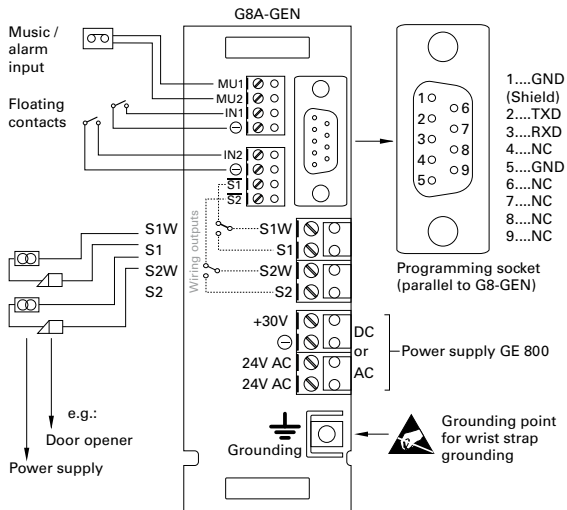 G8A-GEN
Music /
alarm
input
Floating
contacts
MU1
MU2
IN1
⊖
IN2
⊖
S1
S2
Wiring outputs
S1W
S1
S2W
S2
S1W
S1
S2W
S2
+30V
⊖
24V AC
24V AC
DC
or
AC
Power supply GE 800
Grounding
Grounding point
for wrist strap
grounding
e.g.:
Door opener
Power supply
1
2
3
4
5
6
7
8
9
1....GND
(Shield)
2....TXD
3....RXD
4....NC
5....GND
6....NC
7....NC
8....NC
9....NC
Programming socket
(parallel to G8-GEN)